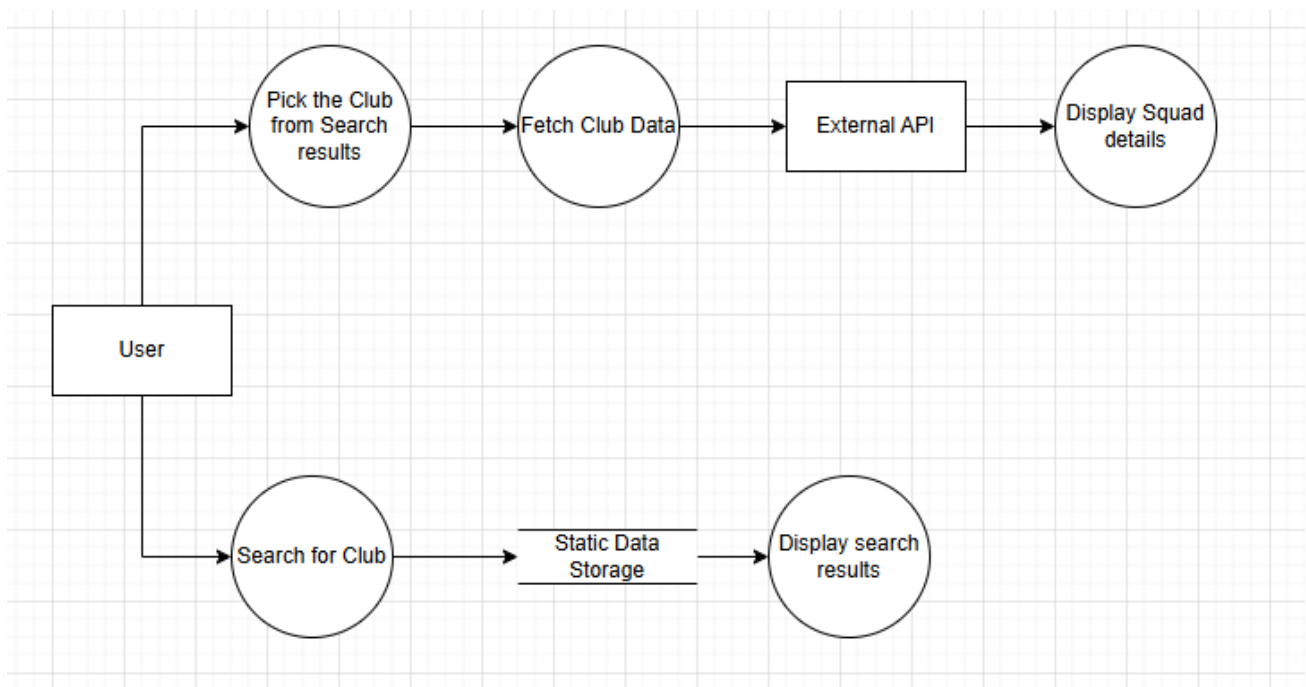 Pick the Club
from Search
results
Fetch Club Data
External API
Display Squad
details
User
Search for Club
Static Data
Storage
Display search
results